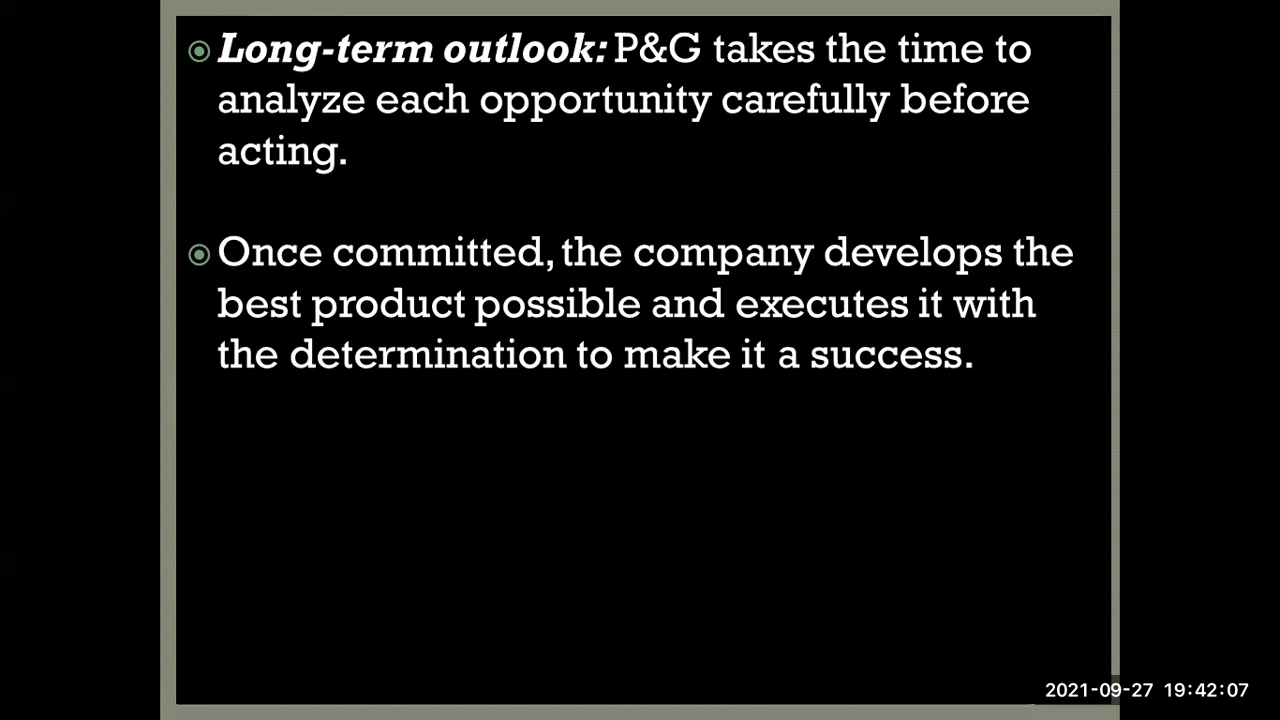 Long-term outlook: P&G takes the time to
analyze each opportunity carefully before
acting.
Once committed, the company develops the
best product possible and executes it with
the determination to make it a success.
2021-09-27 19:42:07